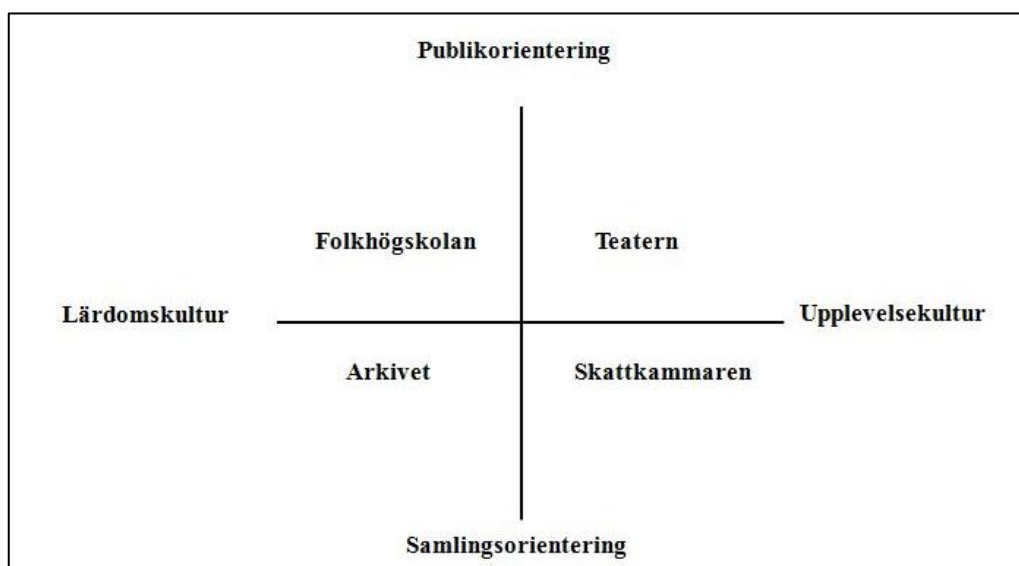 Publikorientering
Folkhögskolan Teatern
Lärdomskultur Upplevelsekultur
Arkivet Skattkammaren
Samlingsorientering